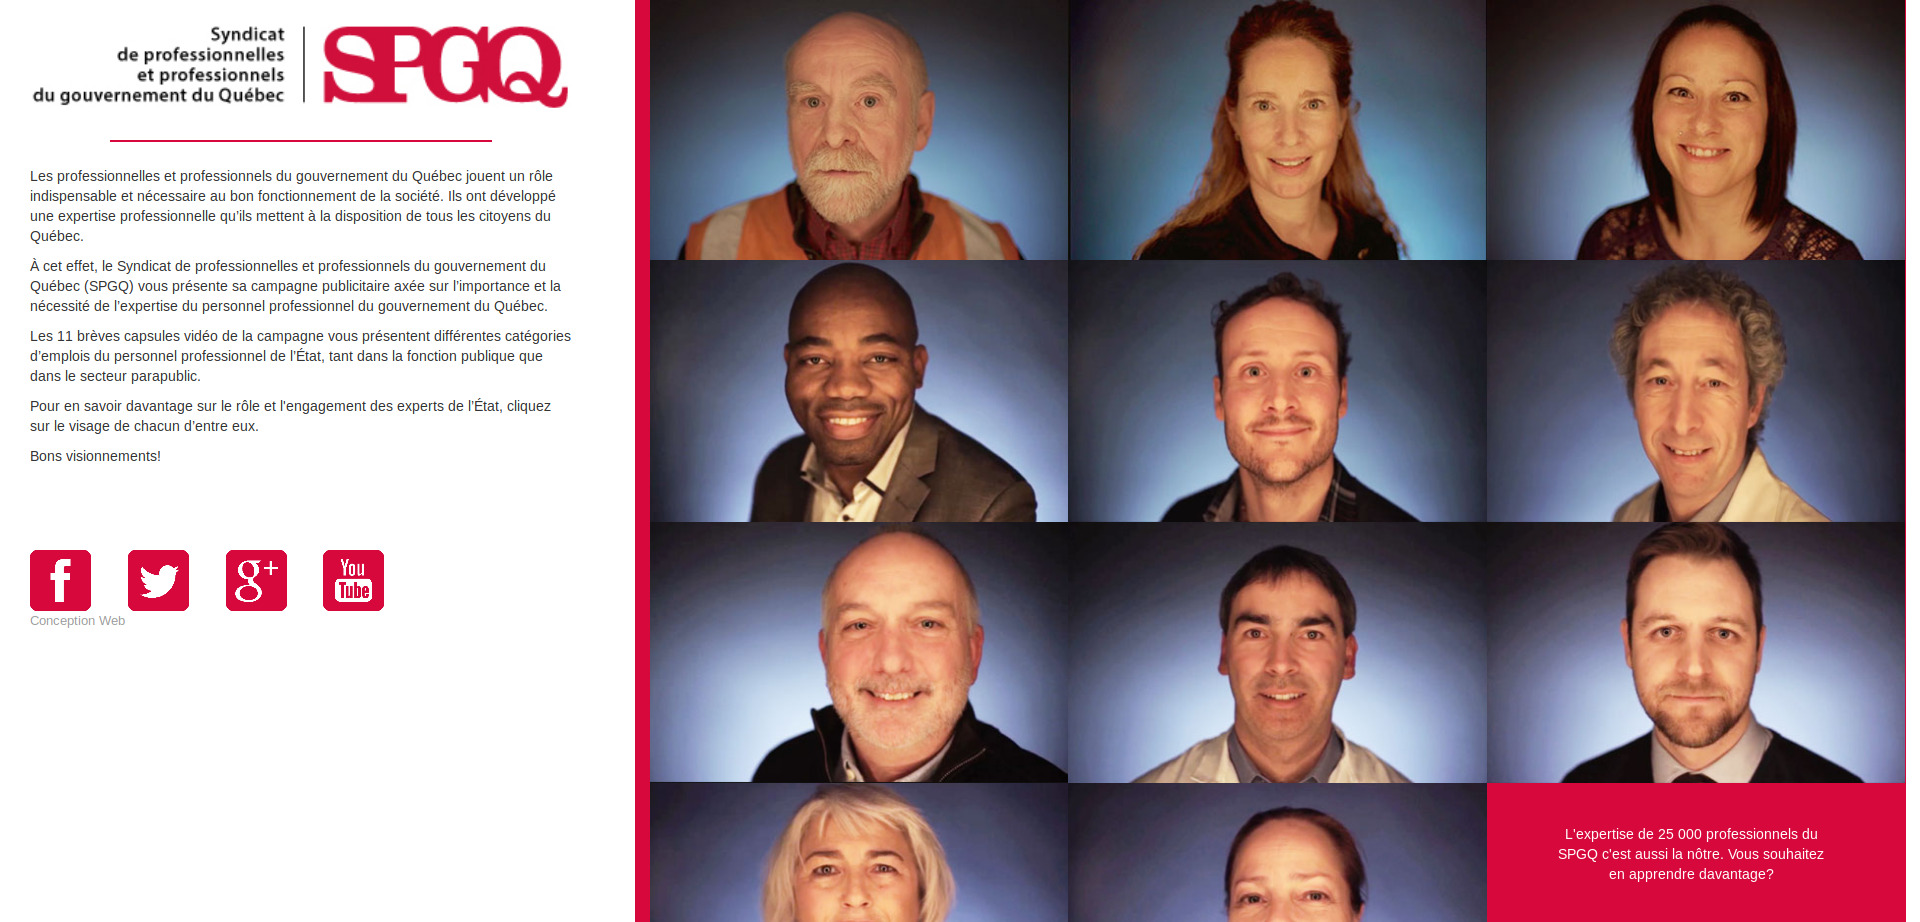 Syndicat
de professionnelles
et professionnels
du gouvernement du Québec
SPGQ
Les professionnelles et professionnels du gouvernement du Québec jouent un rôle
indispensable et nécessaire au bon fonctionnement de la société. Ils ont développé
une expertise professionnelle qu’ils mettent à la disposition de tous les citoyens du
Québec.
À cet effet, le Syndicat de professionnelles et professionnels du gouvernement du
Québec (SPGQ) vous présente sa campagne publicitaire axée sur l’importance et la
nécessité de l’expertise du personnel professionnel du gouvernement du Québec.
Les 11 brèves capsules vidéo de la campagne vous présentent différentes catégories
d’emplois du personnel professionnel de l’État, tant dans la fonction publique que
dans le secteur parapublic.
Pour en savoir davantage sur le rôle et l’engagement des experts de l’État, cliquez
sur le visage de chacun d’entre eux.
Bons visionnements!
f
g+
You
Tube
Conception Web
L'expertise de 25 000 professionnels du
SPGQ c'est aussi la nôtre. Vous souhaitez
en apprendre davantage?